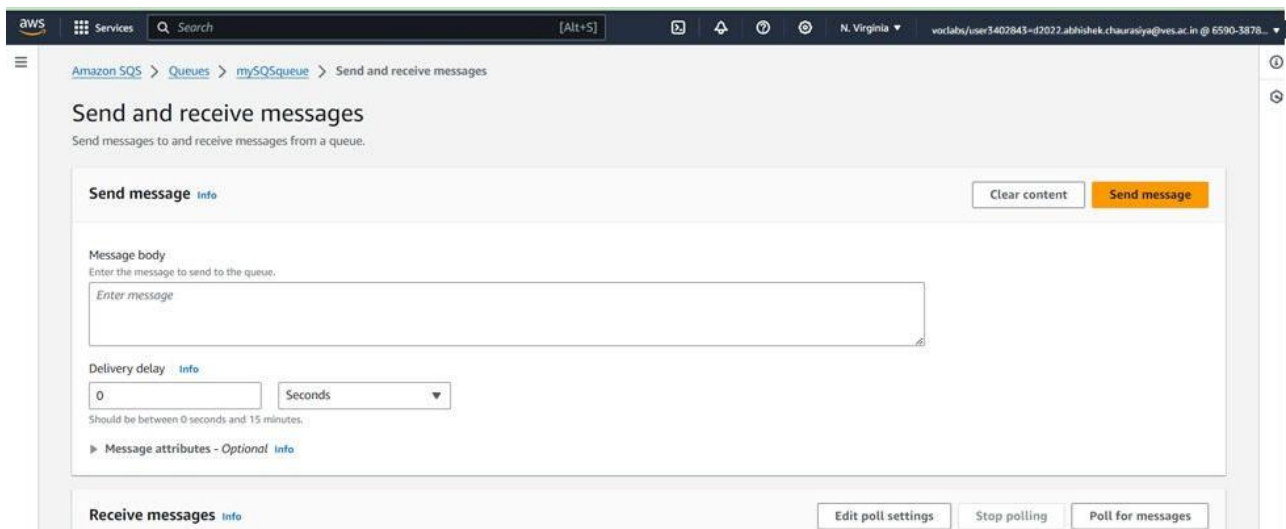 aws Services Search [Alt+S] N. Virginia voclabs/user3402843=d2022.abhishek.chaurasiya@ves.ac.in @ 6590-3878...
Amazon SQS > Queues > mySQSqueue > Send and receive messages
Send and receive messages
Send messages to and receive messages from a queue.
Send message Info Clear content Send message
Message body
Enter the message to send to the queue.
Enter message
Delivery delay Info
0 Seconds
Should be between 0 seconds and 15 minutes.
Message attributes - Optional Info
Receive messages Info Edit poll settings Stop polling Poll for messages